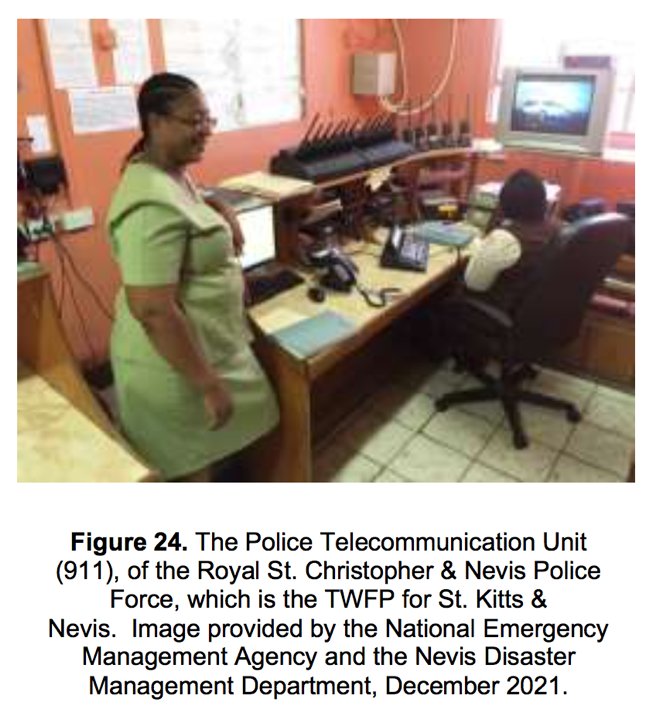 Figure 24. The Police Telecommunication Unit
(911), of the Royal St. Christopher & Nevis Police
Force, which is the TWFP for St. Kitts &
Nevis.  Image provided by the National Emergency
Management Agency and the Nevis Disaster
Management Department, December 2021.